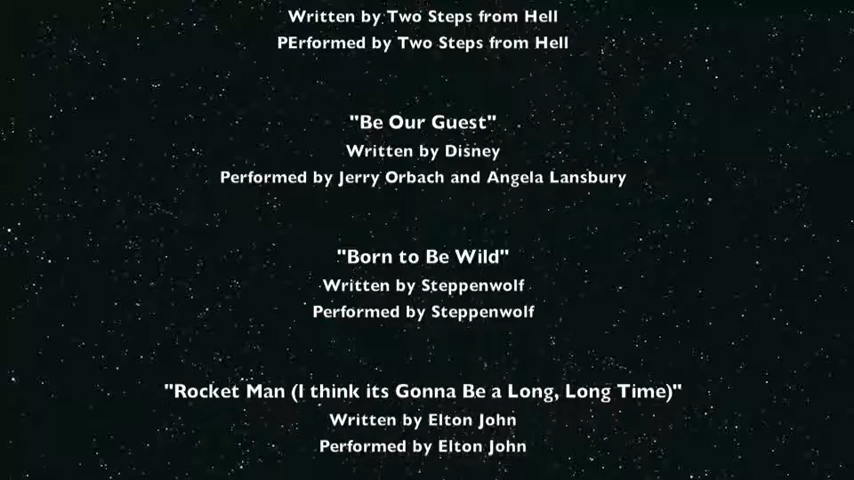 Written by Two Steps from Hell
PErformed by Two Steps from Hell
"Be Our Guest"
Written by Disney
Performed by Jerry Orbach and Angela Lansbury
"Born to Be Wild"
Written by Steppenwolf
Performed by Steppenwolf
"Rocket Man (I think its Gonna Be a Long, Long Time)"
Written by Elton John
Performed by Elton John